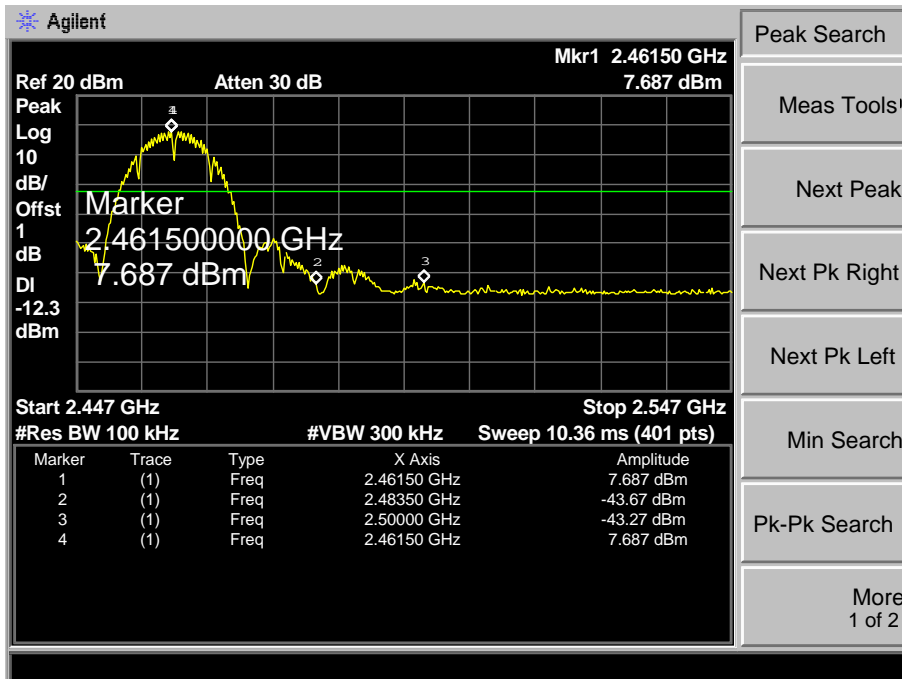 Agilent
Peak Search
Mkr1 2.46150 GHz
Ref 20 dBm Atten 30 dB 7.687 dBm
Peak
Log
10
dB/
Offst
1
dB
DI
-12.3
dBm
4
2
3
Marker
2.461500000 GHz
7.687 dBm
Start 2.447 GHz Stop 2.547 GHz
#Res BW 100 kHz #VBW 300 kHz Sweep 10.36 ms (401 pts)
Marker Trace Type X Axis Amplitude
1 (1) Freq 2.46150 GHz 7.687 dBm
2 (1) Freq 2.48350 GHz -43.67 dBm
3 (1) Freq 2.50000 GHz -43.27 dBm
4 (1) Freq 2.46150 GHz 7.687 dBm
Meas Tools
Next Peak
Next Pk Right
Next Pk Left
Min Search
Pk-Pk Search
More
1 of 2